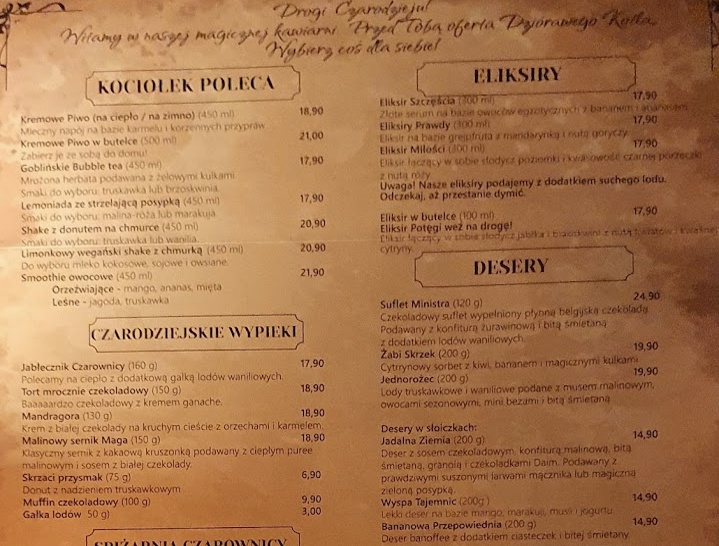 Drogi Czarodzieju!
Witamy w naszej magicznej kawiarni Przed Tobą oferta Dziórawego Kotła
Wybierz coś dla siebie!
KOCIOŁEK POLECA
Kremowe Piwo (na ciepło / na zimno) (450 ml) 18,90
Mleczny napój na bazie karmelu i korzennych przypraw
Kremowe Piwo w butelce (500 ml) 21,00
Zabierz je ze sobą do domu!
Goblińskie Bubble tea (450 ml) 17,90
Mrożona herbata podawana z żelowymi kulkami
Smaki do wyboru: truskawka lub brzoskwinia.
Lemoniada ze strzelającą posypką (450 ml) 17,90
Smaki do wyboru: malina-róża lub marakuja.
Shake z donutem na chmurce (450 ml) 20,90
Smaki do wyboru: truskawka lub wanilia.
Limonkowy wegański shake z chmurką (450 ml) 20,90
Do wyboru mleko kokosowe, sojowe i owsiane.
Smoothie owocowe (450 ml) 21,90
Orzeźwiające - mango, ananas, mięta
Leśne - jagoda, truskawka
CZARODZIEJSKIE WYPIEKI
Jabłecznik Czarownicy (160 g) 17,90
Polecamy na ciepło z dodatkową gałką lodów waniliowych.
Tort mrocznie czekoladowy (150 g) 18,90
Baaaaardzo czekoladowy z kremem ganache.
Mandragora (130 g) 18,90
Krem z białej czekolady na kruchym cieście z orzechami i karmelem.
Malinowy sernik Maga (150 g) 18,90
Klasyczny sernik z kakaową kruszonką podawany z ciepłym puree
malinowym i sosem z białej czekolady.
Skrzaci przysmak (75 g) 6,90
Donut z nadzieniem truskawkowym
Muffin czekoladowy (100 g) 9,90
Gałka lodów 50 g) 3,00
SPIŻARNIA CZAROWNICY
ELIKSIRY
Eliksir Szczęścia (300 ml) 17,90
Złote serum na bazie owoców egzotycznych z bananem i ananasem
Eliksiry Prawdy (300 ml) 17,90
Eliksir na bazie grejpfruta z mandarynką i nutą goryczy.
Eliksir Miłości (300 ml) 17,90
Eliksir łączący w sobie słodycz poziomki i kwasowość czarnej porzeczki
z nutą róży.
Uwaga! Nasze eliksiry podajemy z dodatkiem suchego lodu.
Odczekaj, aż przestanie dymić.
Eliksir w butelce (100 ml) 17,90
Eliksir Potęgi weź na drogę!
Eliksir łączący w sobie słodycz jabłka i brzoskwini z nutą kwiatów i kwaśnej
cytryny.
DESERY
Suflet Ministra (120 g) 24,90
Czekoladowy suflet wypełniony płynną belgijską czekoladą.
Podawany z konfiturą żurawinową i bitą śmietaną
z dodatkiem lodów waniliowych.
Żabi Skrzek (200 g) 19,90
Cytrynowy sorbet z kiwi, bananem i magicznymi kulkami.
Jednorożec (200 g) 19,90
Lody truskawkowe i waniliowe podane z musem malinowym,
owocami sezonowymi, mini bezami i bitą śmietaną
Desery w słoiczkach:
Jadalna Ziemia (200 g) 14,90
Deser z sosem czekoladowym, konfiturą malinową, bitą
śmietaną, granolą i czekoladkami Daim. Podawany z
prawdziwymi suszonymi larwami mącznika lub magiczną
zieloną posypką.
Wyspa Tajemnic (200g ) 14,90
Lekki deser na bazie mango, marakui, musli i jogurtu.
Bananowa Przepowiednia (200 g) 14,90
Deser banoffee z dodatkiem ciasteczek i bitej śmietany.